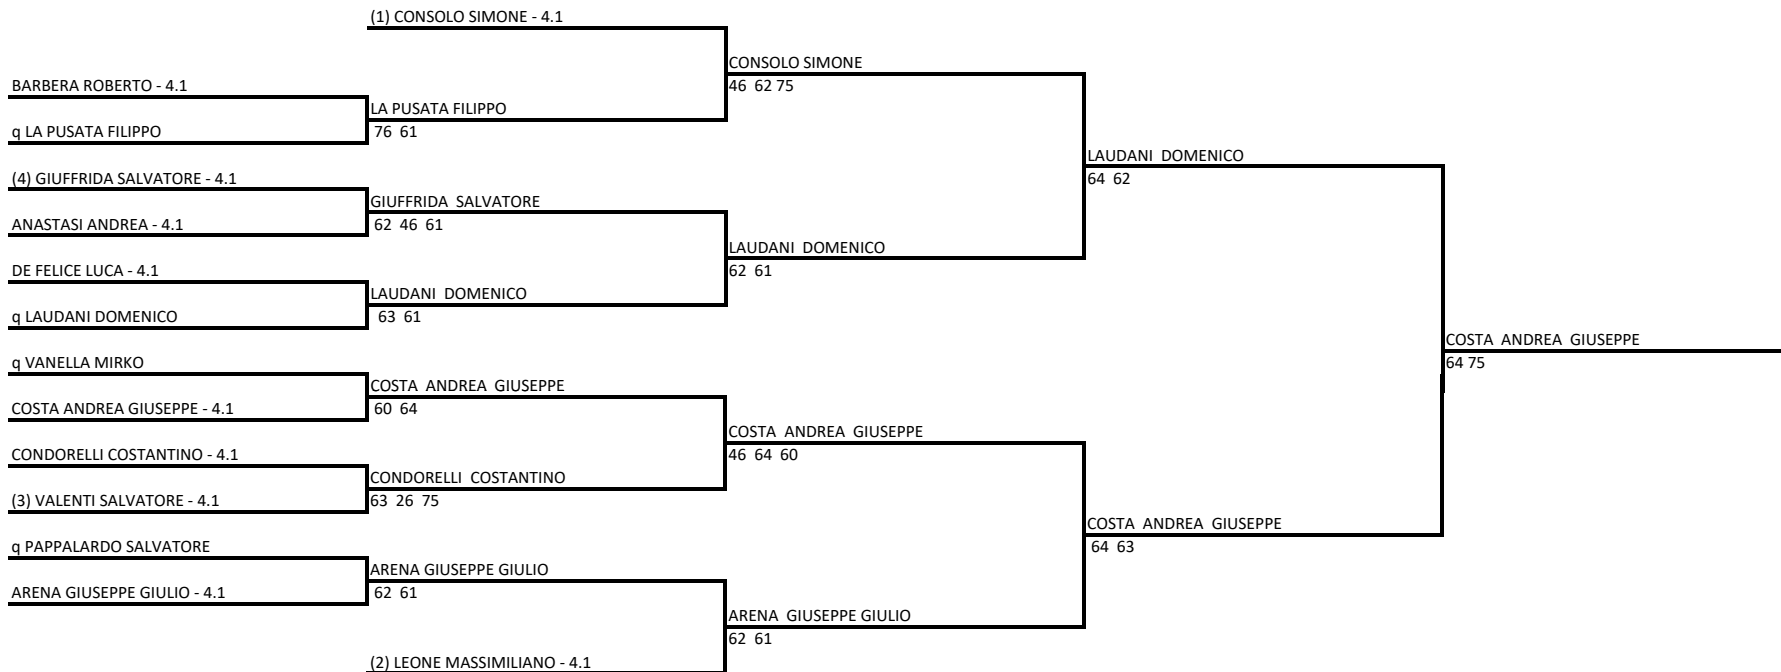 (1) CONSOLO SIMONE - 4.1
CONSOLO SIMONE
BARBERA ROBERTO - 4.1
46 62 75
LA PUSATA FILIPPO
q LA PUSATA FILIPPO
76 61
LAUDANI DOMENICO
(4) GIUFFRIDA SALVATORE - 4.1
64 62
GIUFFRIDA SALVATORE
ANASTASI ANDREA - 4.1
62 46 61
LAUDANI DOMENICO
DE FELICE LUCA - 4.1
62 61
LAUDANI DOMENICO
q LAUDANI DOMENICO
63 61
COSTA ANDREA GIUSEPPE
q VANELLA MIRKO
64 75
COSTA ANDREA GIUSEPPE
COSTA ANDREA GIUSEPPE - 4.1
60 64
COSTA ANDREA GIUSEPPE
CONDORELLI COSTANTINO - 4.1
46 64 60
CONDORELLI COSTANTINO
(3) VALENTI SALVATORE - 4.1
63 26 75
COSTA ANDREA GIUSEPPE
q PAPPALARDO SALVATORE
64 63
ARENA GIUSEPPE GIULIO
ARENA GIUSEPPE GIULIO - 4.1
62 61
ARENA GIUSEPPE GIULIO
62 61
(2) LEONE MASSIMILIANO - 4.1